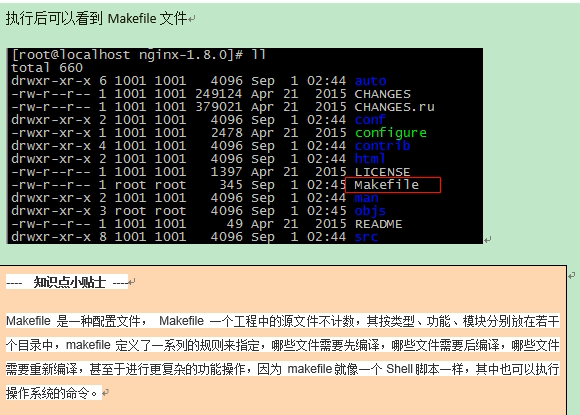 执行后可以看到 Makefile 文件
[root@localhost nginx-1.8.0]# ll
total 660
drwxr-xr-x 6 1001 1001   4096 Sep  1 02:44 auto
-rw-r--r-- 1 1001 1001 249124 Apr 21  2015 CHANGES
-rw-r--r-- 1 1001 1001 379021 Apr 21  2015 CHANGES.ru
drwxr-xr-x 2 1001 1001   4096 Sep  1 02:44 conf
-rwxr-xr-x 1 1001 1001   2478 Apr 21  2015 configure
drwxr-xr-x 4 1001 1001   4096 Sep  1 02:44 contrib
drwxr-xr-x 2 1001 1001   4096 Sep  1 02:44 html
-rw-r--r-- 1 1001 1001   1397 Apr 21  2015 LICENSE
-rw-r--r-- 1 root root    345 Sep  1 02:45 Makefile
drwxr-xr-x 2 1001 1001   4096 Sep  1 02:44 man
drwxr-xr-x 3 root root   4096 Sep  1 02:45 objs
-rw-r--r-- 1 1001 1001     49 Apr 21  2015 README
drwxr-xr-x 8 1001 1001   4096 Sep  1 02:44 src
---- 知识点小贴士 ----
Makefile 是一种配置文件， Makefile 一个工程中的源文件不计数，其按类型、功能、模块分别放在若干
个目录中，makefile 定义了一系列的规则来指定，哪些文件需要先编译，哪些文件需要后编译，哪些文件
需要重新编译，甚至于进行更复杂的功能操作，因为 makefile 就像一个 Shell 脚本一样，其中也可以执行
操作系统的命令。